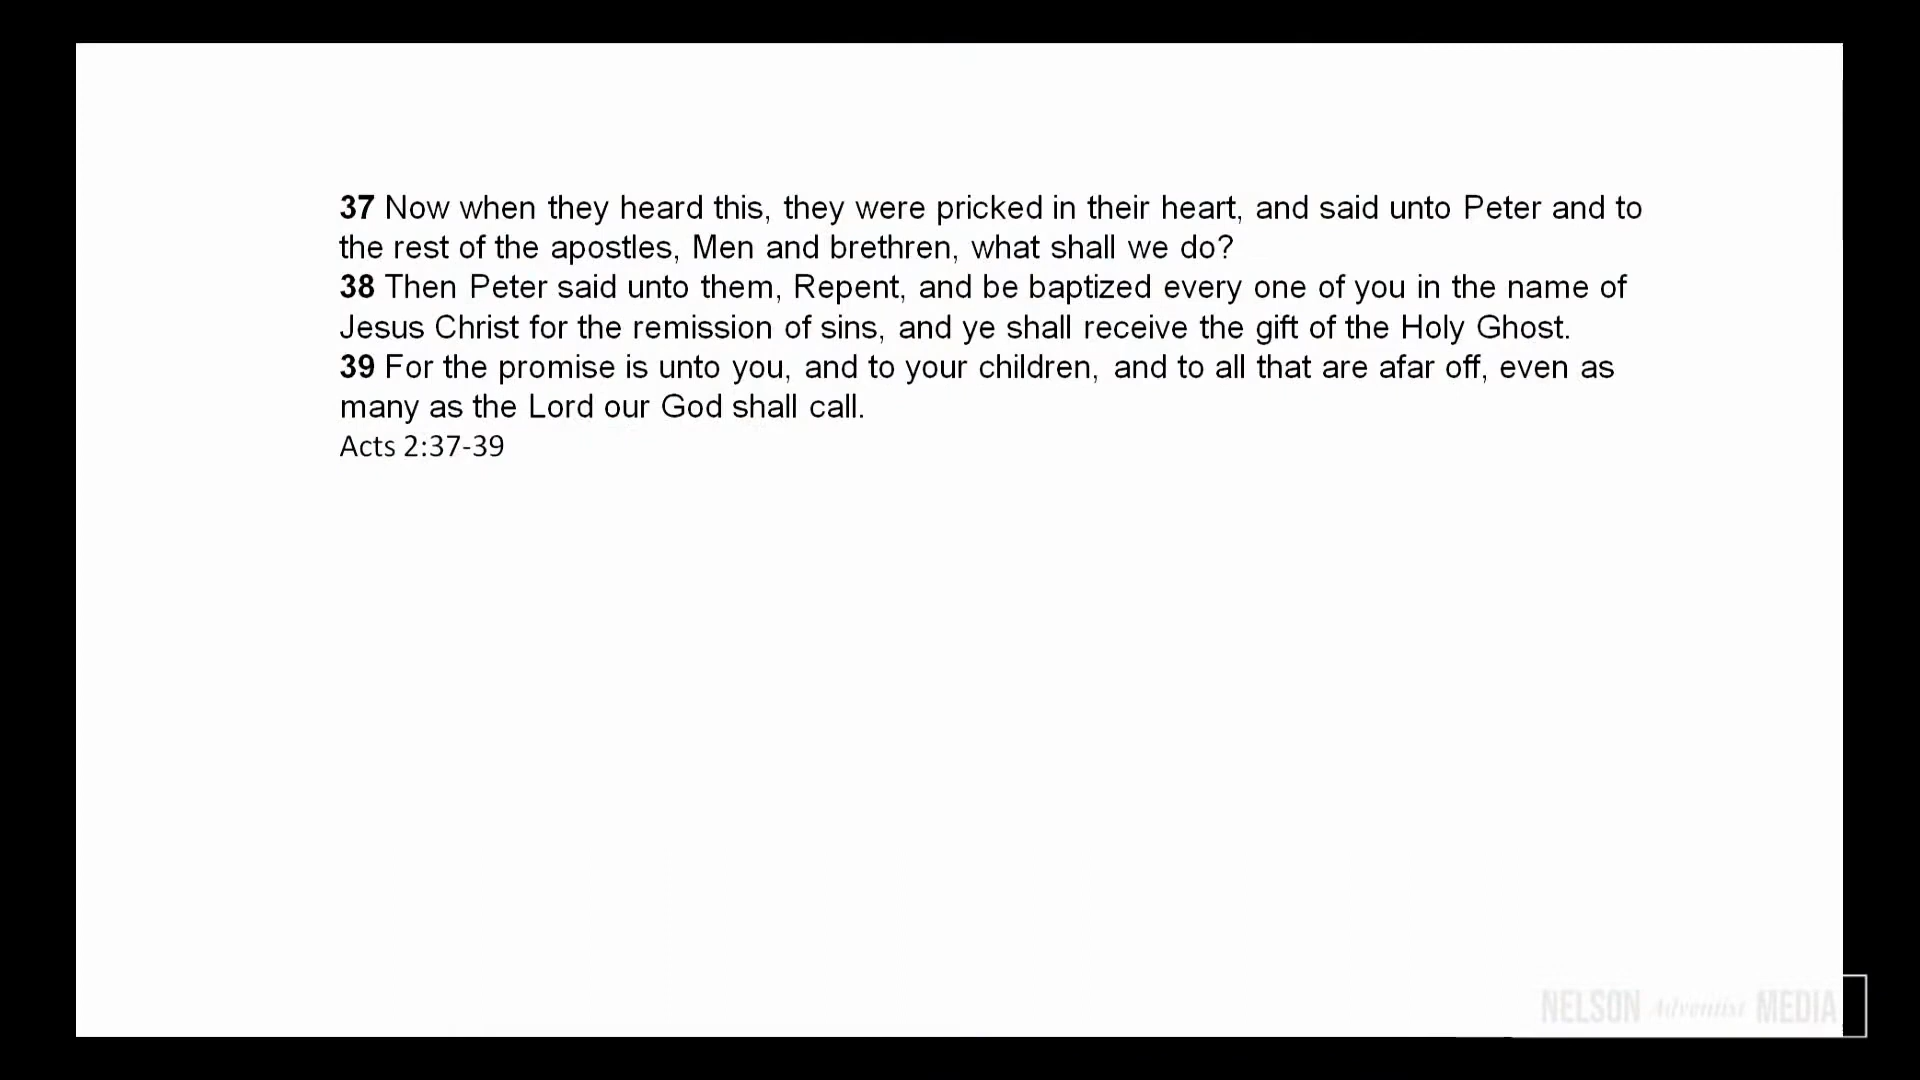 37 Now when they heard this, they were pricked in their heart, and said unto Peter and to
the rest of the apostles, Men and brethren, what shall we do?
38 Then Peter said unto them, Repent, and be baptized every one of you in the name of
Jesus Christ for the remission of sins, and ye shall receive the gift of the Holy Ghost.
39 For the promise is unto you, and to your children, and to all that are afar off, even as
many as the Lord our God shall call.
Acts 2:37-39
NELSON Adventist MEDIA